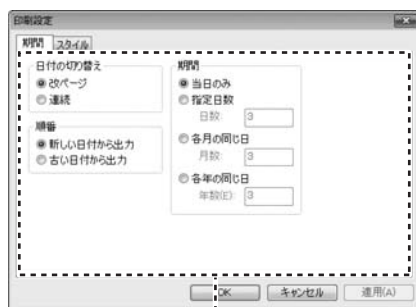 印刷設定
期間 スタイル
日付の切り替え
改ページ
連続
順番
新しい日付から出力
古い日付から出力
期間
当日のみ
指定日数
日数: 3
各月の同じ日
月数: 3
各年の同じ日
年数(E): 3
OK キャンセル 適用(A)